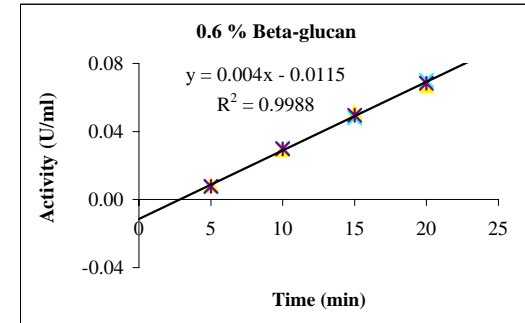 0.6 % Beta-glucan
y = 0.004x - 0.0115
R² = 0.9988
Activity (U/ml)
0.08
0.04
0.00
-0.04
0 5 10 15 20 25
Time (min)